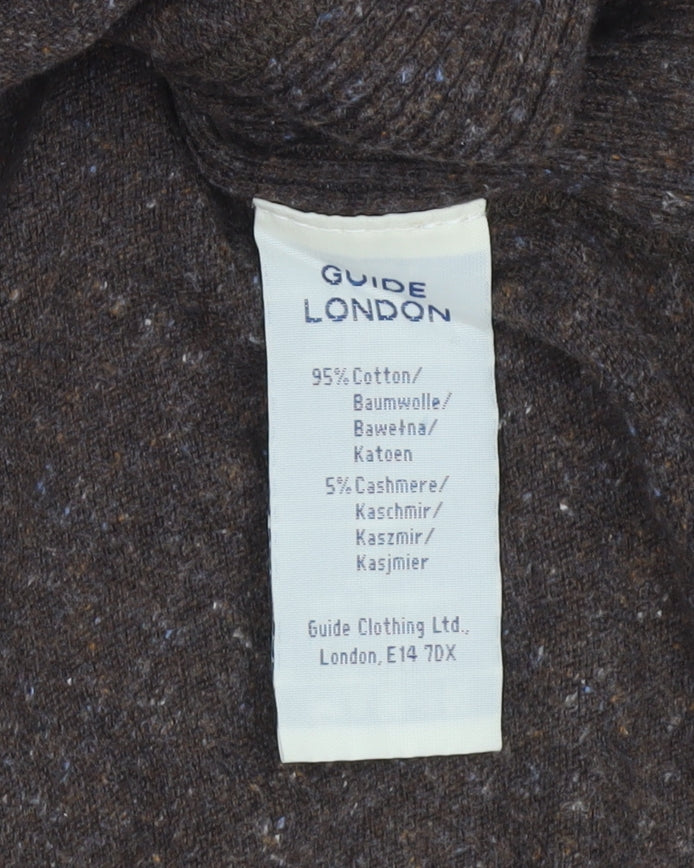 GUIDE
LONDON
95% Cotton/
Baumwolle/
Bawełna/
Katoen
5% Cashmere/
Kaschmir/
Kaszmir/
Kasjmier
Guide Clothing Ltd.,
London, E14 7DX